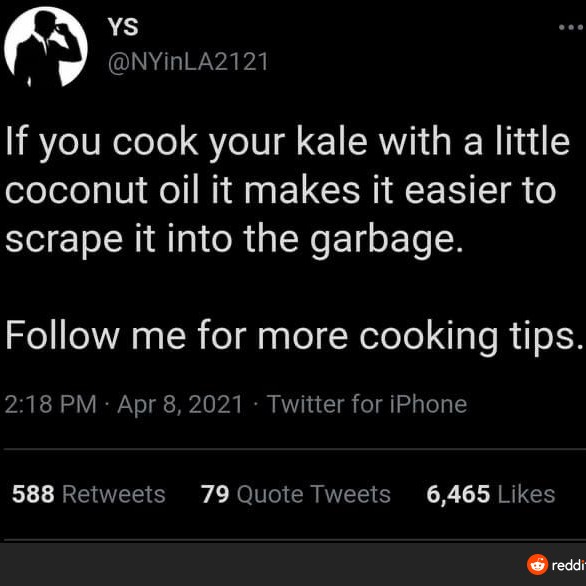 YS
@NYinLA2121
If you cook your kale with a little
coconut oil it makes it easier to
scrape it into the garbage.
Follow me for more cooking tips.
2:18 PM · Apr 8, 2021 · Twitter for iPhone
588 Retweets 79 Quote Tweets 6,465 Likes
reddit